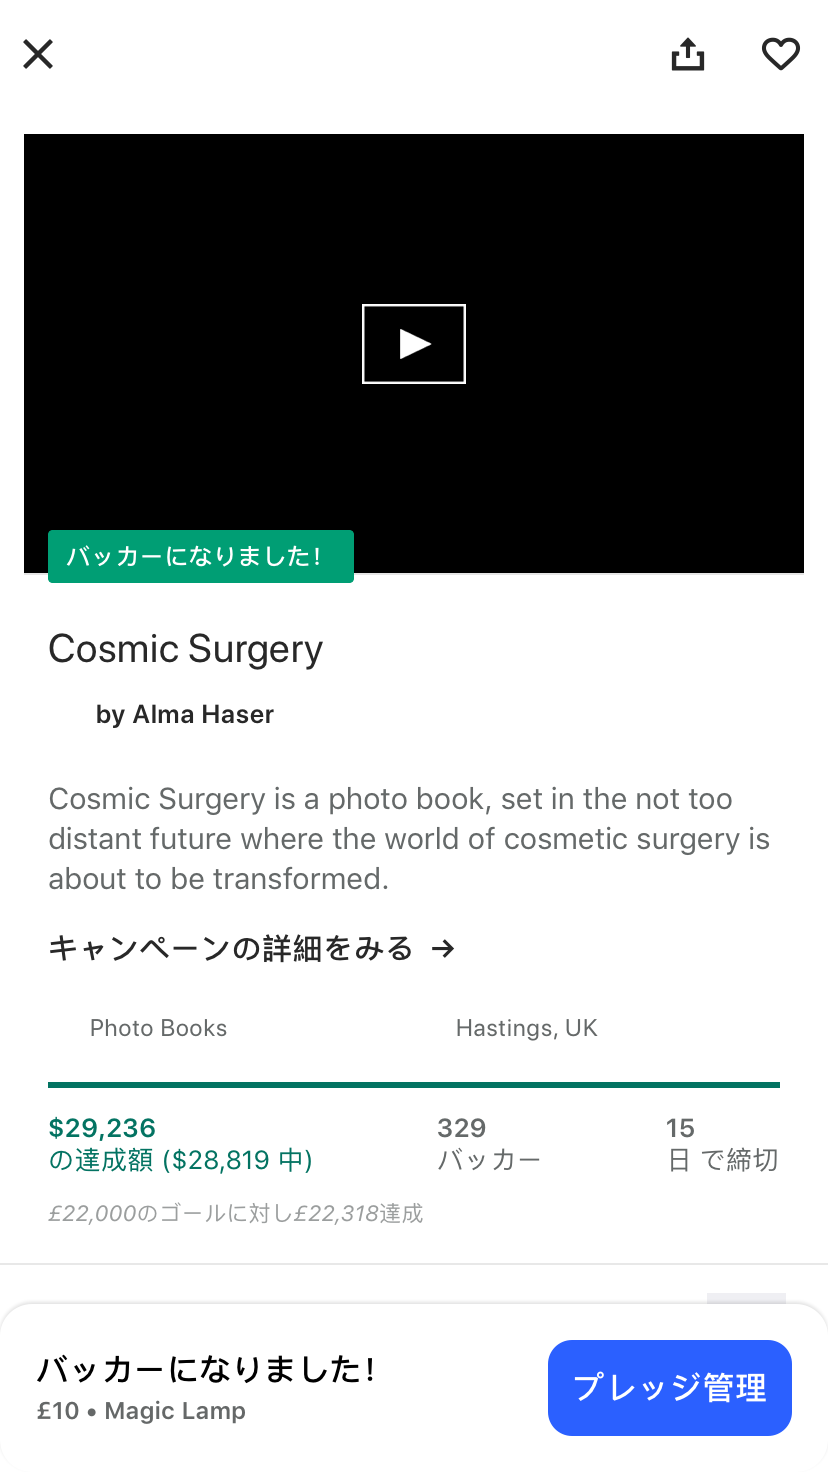 バッカーになりました!
Cosmic Surgery
by Alma Haser
Cosmic Surgery is a photo book, set in the not too
distant future where the world of cosmetic surgery is
about to be transformed.
キャンペーンの詳細をみる →
Photo Books
Hastings, UK
$29,236
の達成額 ($28,819 中)
329
バッカー
15
日 で締切
£22,000のゴールに対し£22,318達成
バッカーになりました!
£10 • Magic Lamp
プレッジ管理